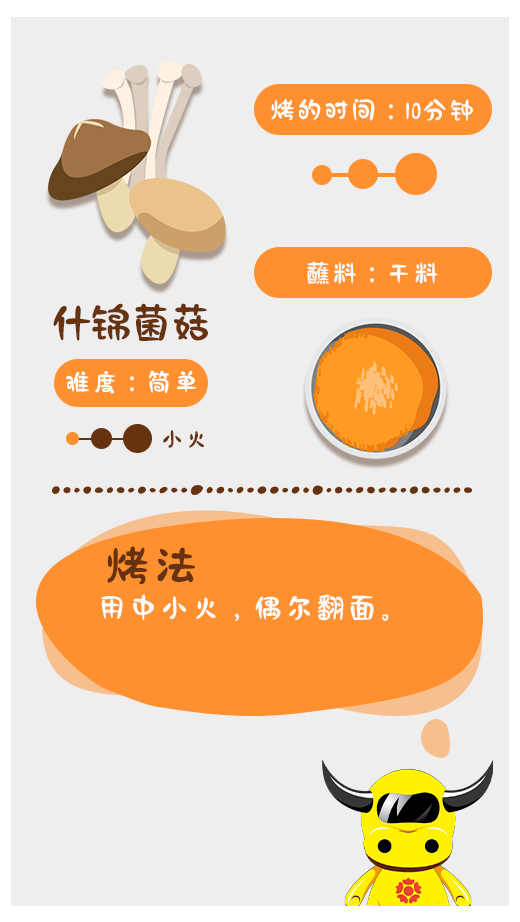 烤的时间：10分钟
蘸料：干料
什锦菌菇
难度：简单
小火
烤法
用中小火，偶尔翻面。